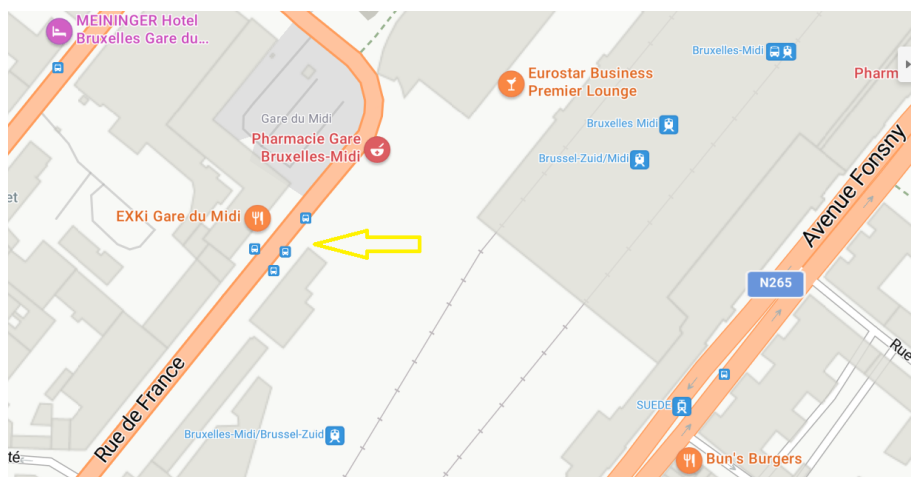 MEININGER Hotel
Bruxelles Gare du...
Bruxelles-Midi
Eurostar Business
Premier Lounge
Pharm
Gare du Midi
Bruxelles Midi
Pharmacie Gare
Bruxelles-Midi
Brussel-Zuid/Midi
Avenue Fonsny
et
EXKi Gare du Midi
N265
Rue
Rue de France
SUEDE
Bruxelles-Midi/Brussel-Zuid
té
Bun's Burgers